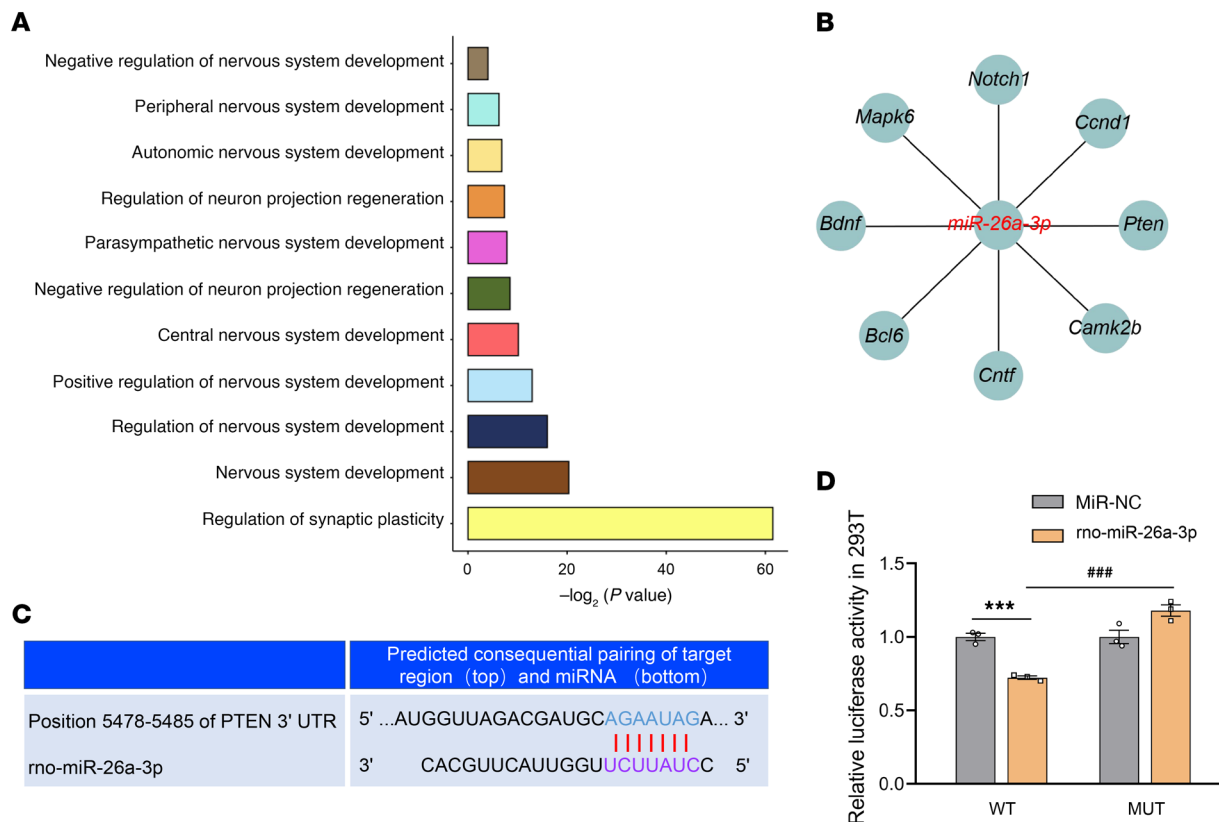 A
Negative regulation of nervous system development
Peripheral nervous system development
Autonomic nervous system development
Regulation of neuron projection regeneration
Parasympathetic nervous system development
Negative regulation of neuron projection regeneration
Central nervous system development
Positive regulation of nervous system development
Regulation of nervous system development
Nervous system development
Regulation of synaptic plasticity
0 20 40 60
–log2 (P value)
B
Notch1
Mapk6
Ccnd1
Bdnf
miR-26a-3p
Pten
Bcl6
Camk2b
Cntf
C
Predicted consequential pairing of target
region（top）and miRNA （bottom）
Position 5478-5485 of PTEN 3' UTR
5' ...AUGGUUAGACGAUGCAGAAUAGA... 3'
rno-miR-26a-3p
3' CACGUUCAUUGGUUCUUAUCC 5'
D
MiR-NC
rno-miR-26a-3p
Relative luciferase activity in 293T
1.5
1.0
0.5
0.0
***
###
WT MUT